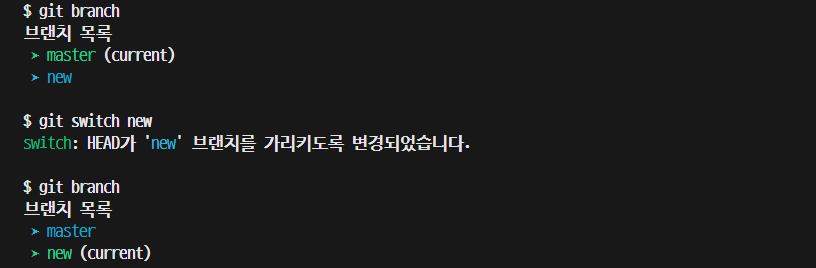 $ git branch
브랜치 목록
➤ master (current)
➤ new
$ git switch new
switch: HEAD가 'new' 브랜치를 가리키도록 변경되었습니다.
$ git branch
브랜치 목록
➤ master
➤ new (current)